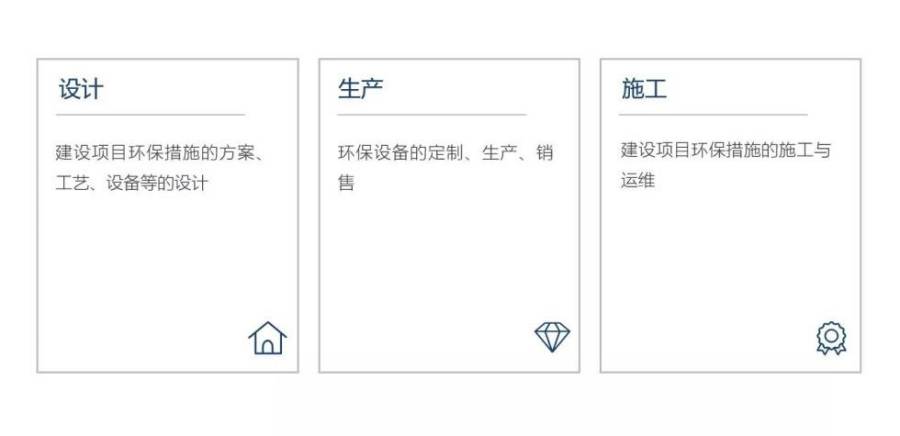 设计
建设项目环保措施的方案、
工艺、设备等的设计
生产
环保设备的定制、生产、销
售
施工
建设项目环保措施的施工与
运维